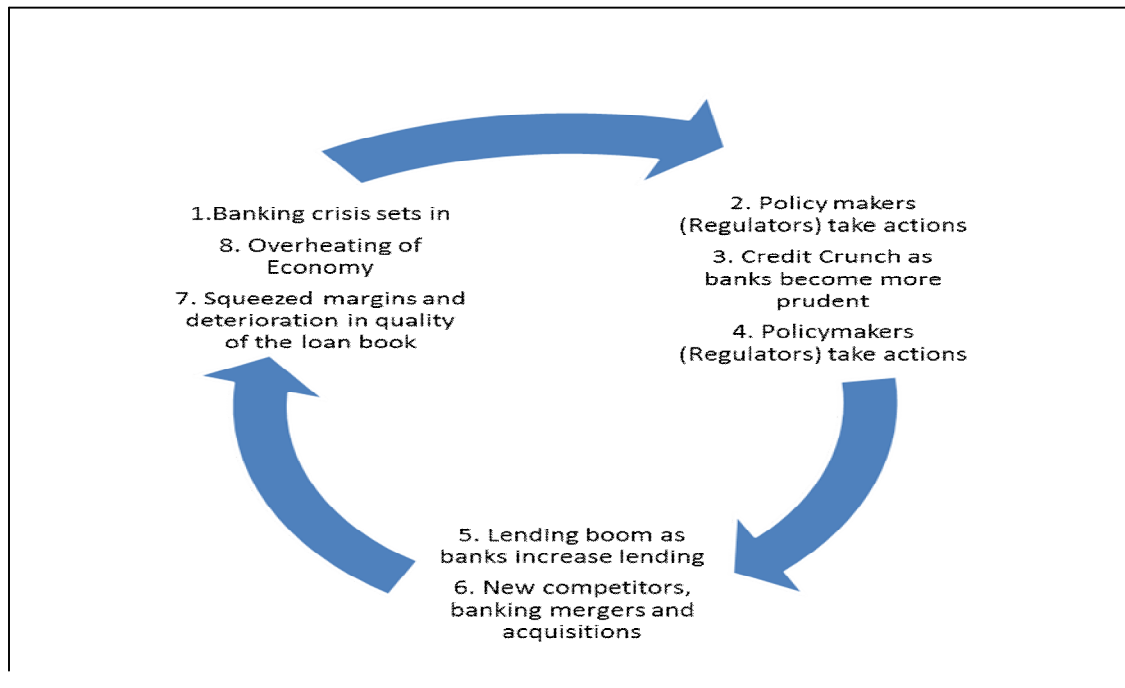 1.Banking crisis sets in
8. Overheating of
Economy
7. Squeezed margins and
deterioration in quality
of the loan book
2. Policy makers
(Regulators) take actions
3. Credit Crunch as
banks become more
prudent
4. Policymakers
(Regulators) take actions
5. Lending boom as
banks increase lending
6. New competitors,
banking mergers and
acquisitions